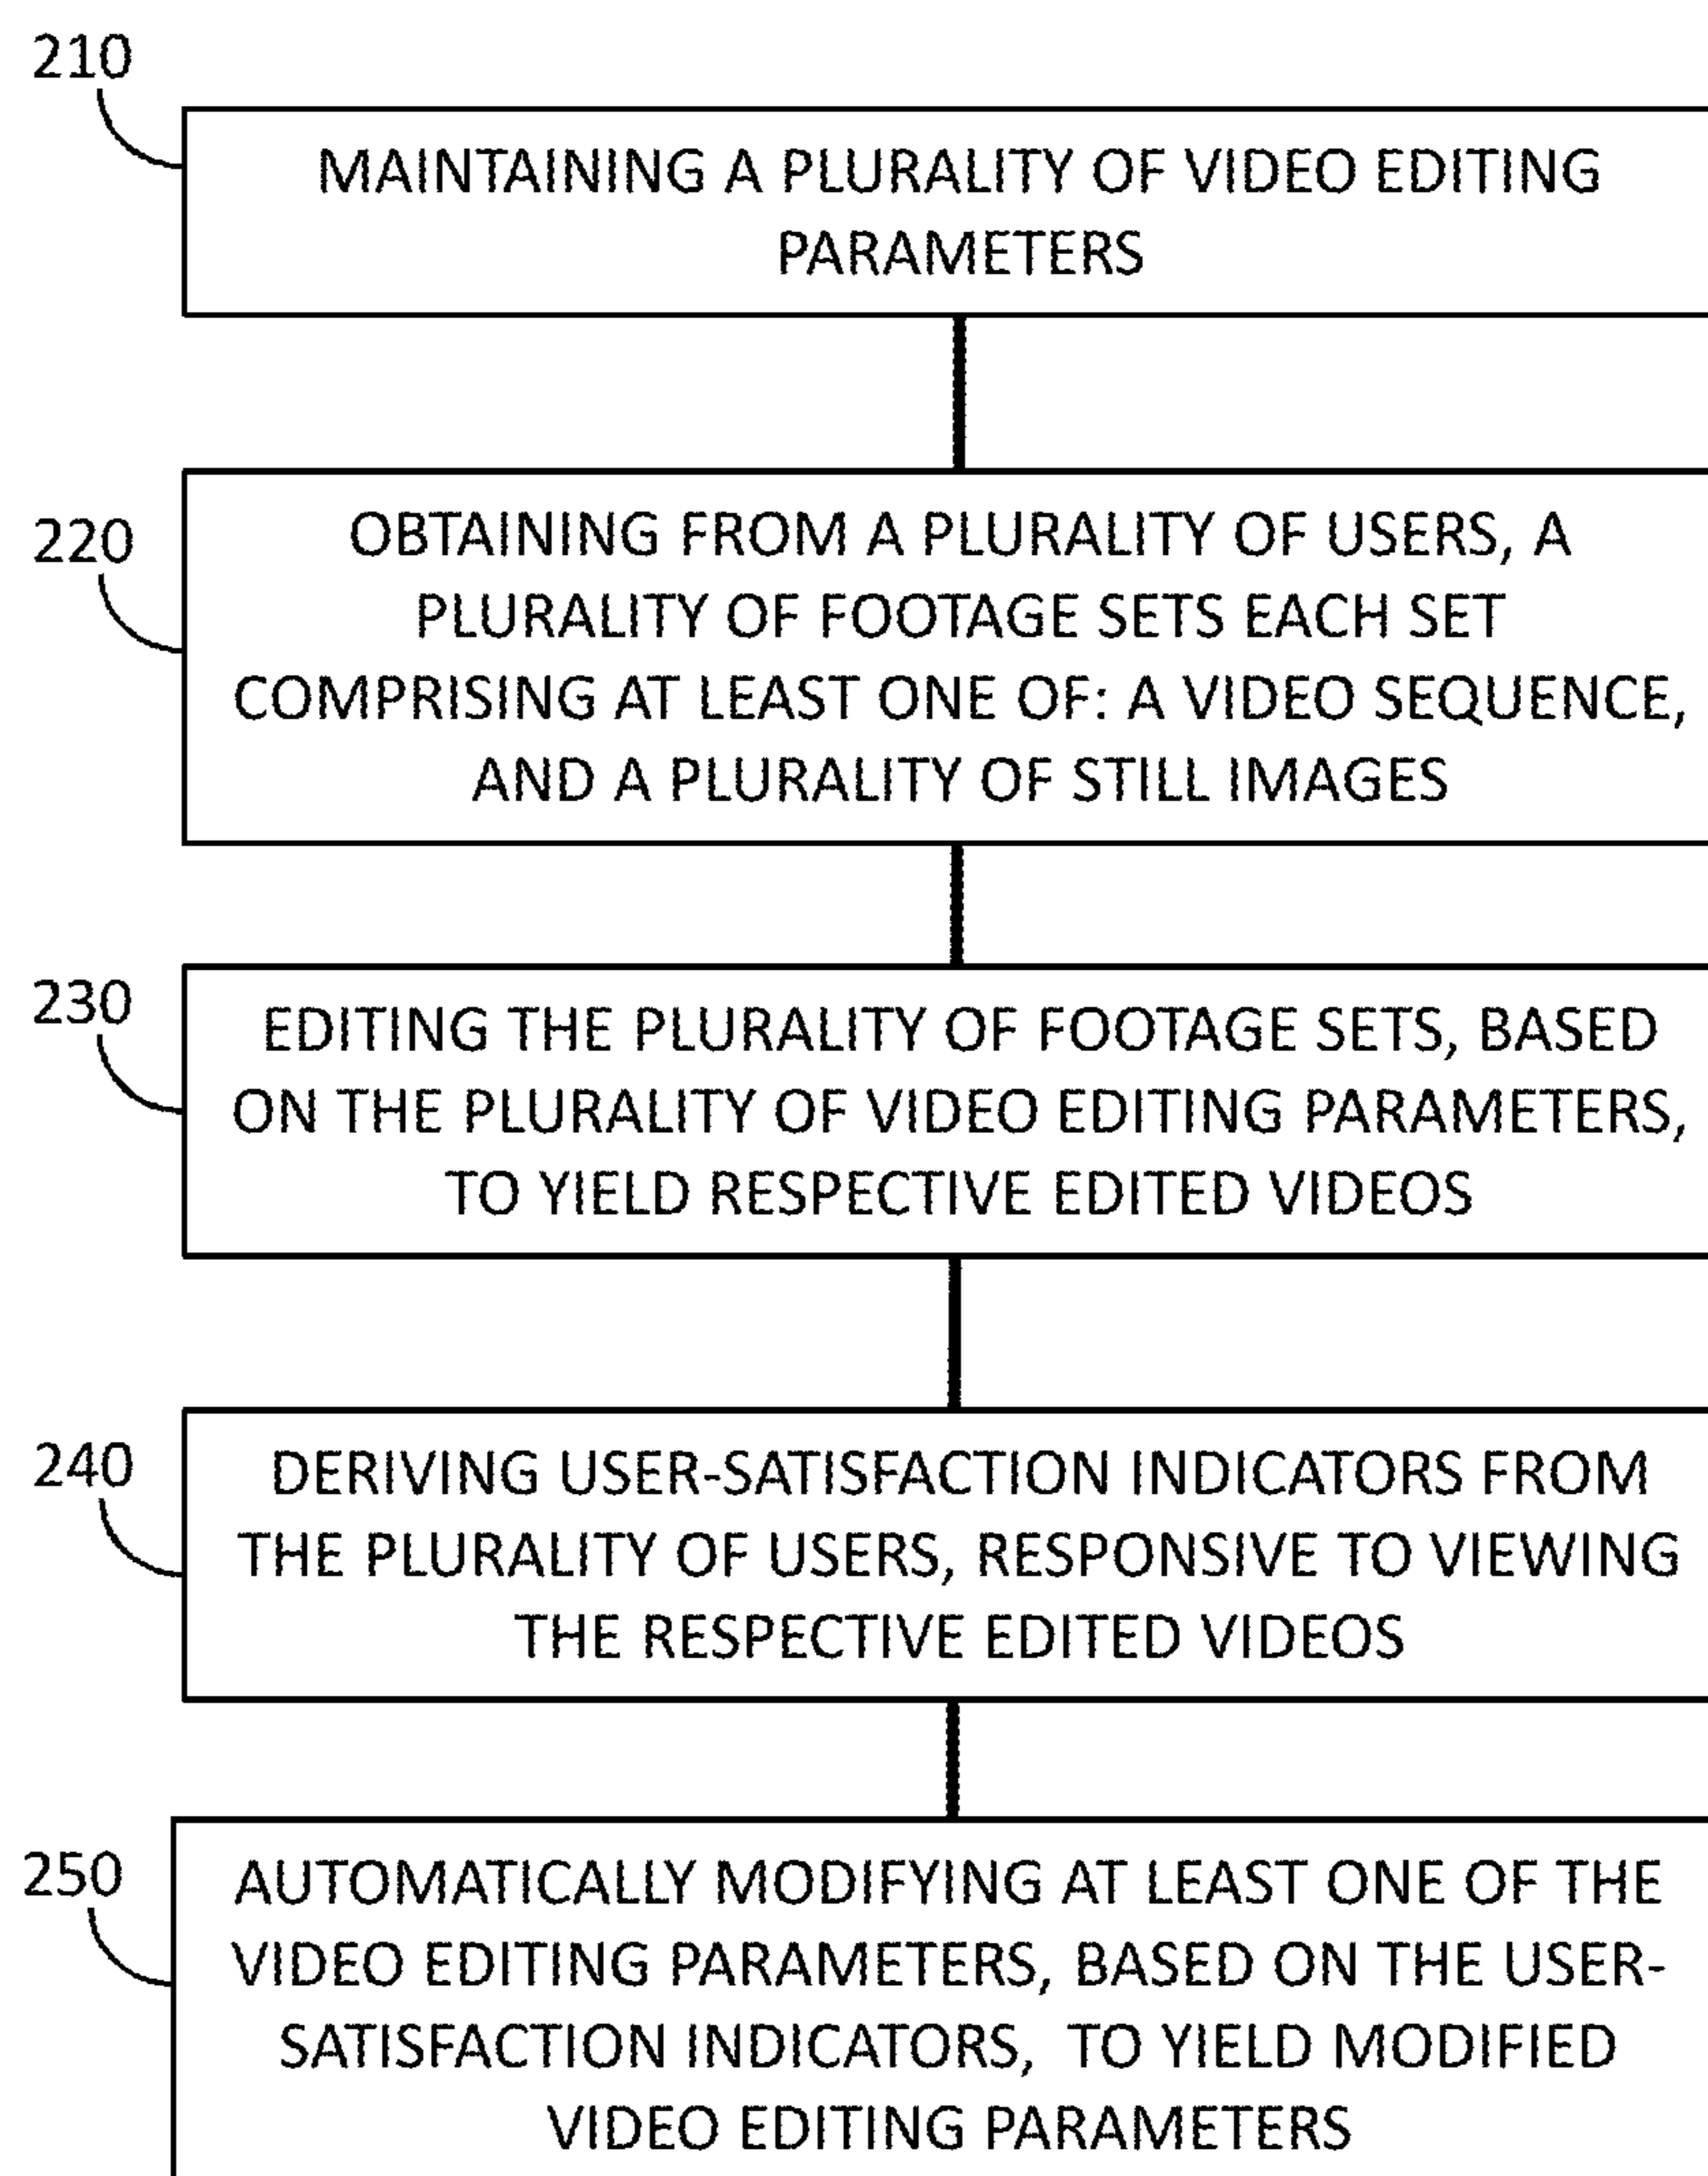 210
MAINTAINING A PLURALITY OF VIDEO EDITING
PARAMETERS
220
OBTAINING FROM A PLURALITY OF USERS, A
PLURALITY OF FOOTAGE SETS EACH SET
COMPRISING AT LEAST ONE OF: A VIDEO SEQUENCE,
AND A PLURALITY OF STILL IMAGES
230
EDITING THE PLURALITY OF FOOTAGE SETS, BASED
ON THE PLURALITY OF VIDEO EDITING PARAMETERS,
TO YIELD RESPECTIVE EDITED VIDEOS
240
DERIVING USER-SATISFACTION INDICATORS FROM
THE PLURALITY OF USERS, RESPONSIVE TO VIEWING
THE RESPECTIVE EDITED VIDEOS
250
AUTOMATICALLY MODIFYING AT LEAST ONE OF THE
VIDEO EDITING PARAMETERS, BASED ON THE USER-
SATISFACTION INDICATORS, TO YIELD MODIFIED
VIDEO EDITING PARAMETERS